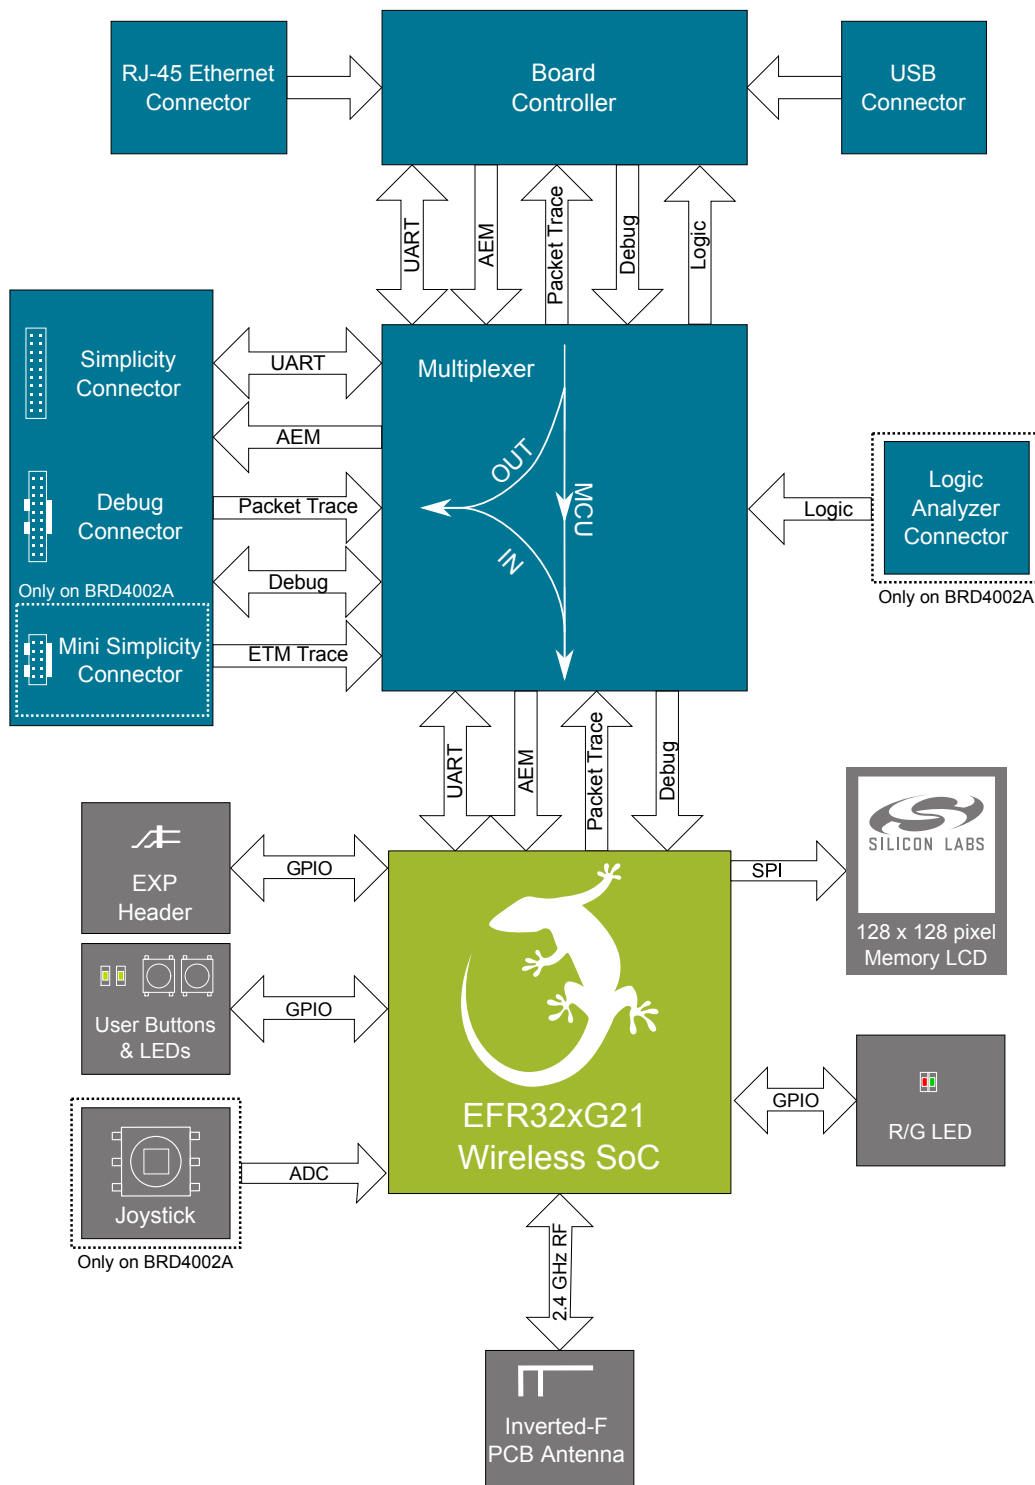 RJ-45 Ethernet
Connector
Board
Controller
USB
Connector
UART
AEM
Packet Trace
Debug
Logic
Simplicity
Connector
Debug
Connector
Only on BRD4002A
Mini Simplicity
Connector
UART
AEM
Packet Trace
Debug
ETM Trace
Multiplexer
OUT
IN
MCU
Logic
Logic
Analyzer
Connector
Only on BRD4002A
UART
AEM
Packet Trace
Debug
EXP
Header
GPIO
User Buttons
& LEDs
GPIO
Joystick
Only on BRD4002A
ADC
EFR32xG21
Wireless SoC
SPI
SILICON LABS
128 x 128 pixel
Memory LCD
GPIO
R/G LED
2.4 GHz RF
Inverted-F
PCB Antenna